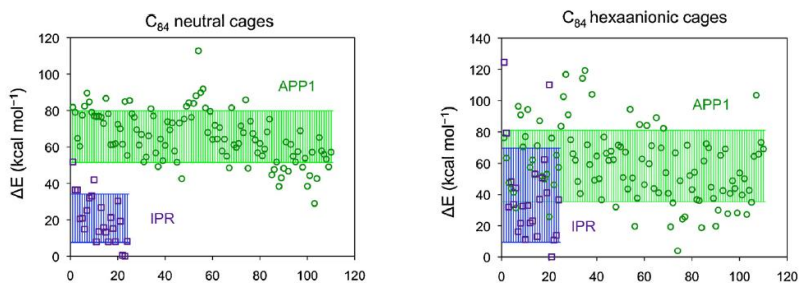 C₈₄ neutral cages
120
100
80
60
40
20
0
ΔE (kcal mol⁻¹)
APP1
IPR
0 20 40 60 80 100 120
C₈₄ hexaanionic cages
140
120
100
80
60
40
20
0
ΔE (kcal mol⁻¹)
APP1
IPR
0 20 40 60 80 100 120